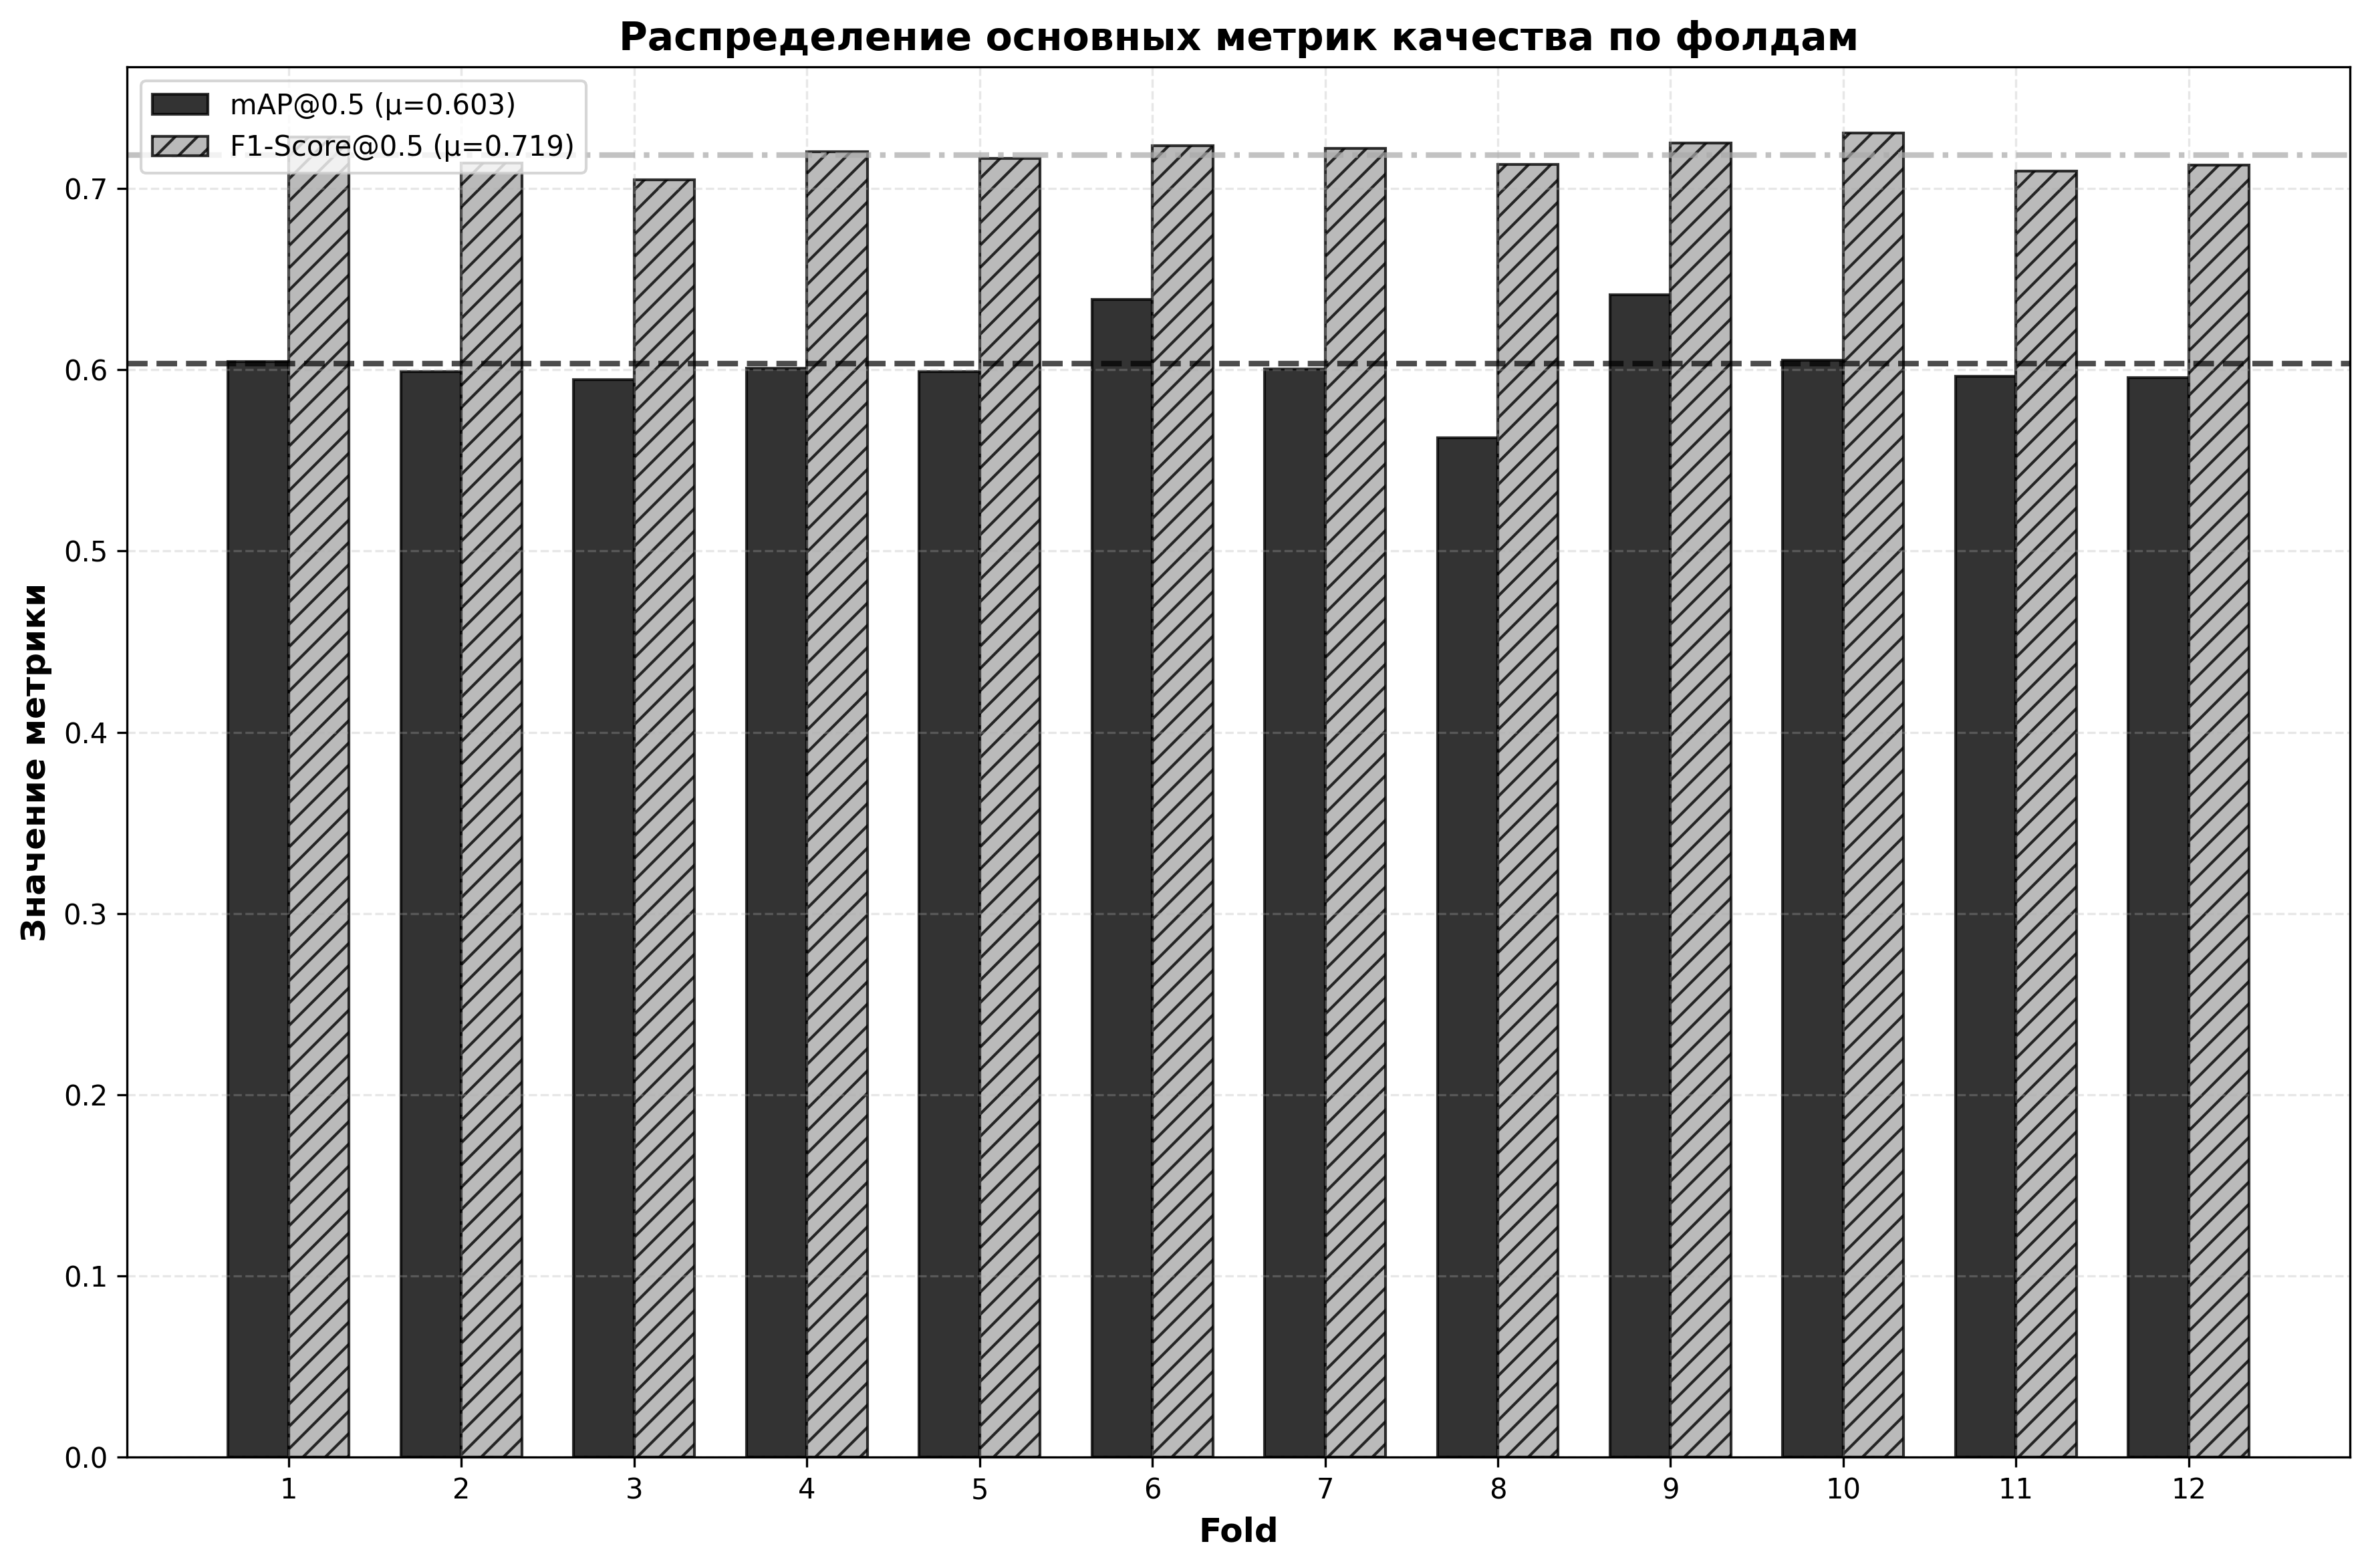 Распределение основных метрик качества по фолдам
mAP@0.5 (μ=0.603)
F1-Score@0.5 (μ=0.719)
Значение метрики
0.7
0.6
0.5
0.4
0.3
0.2
0.1
0.0
1 2 3 4 5 6 7 8 9 10 11 12
Fold